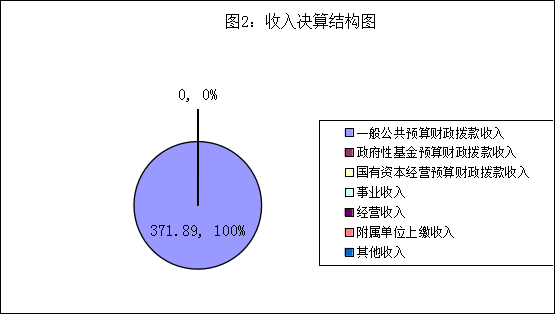 图2：收入决算结构图
0, 0%
371.89, 100%
一般公共预算财政拨款收入
政府性基金预算财政拨款收入
国有资本经营预算财政拨款收入
事业收入
经营收入
附属单位上缴收入
其他收入